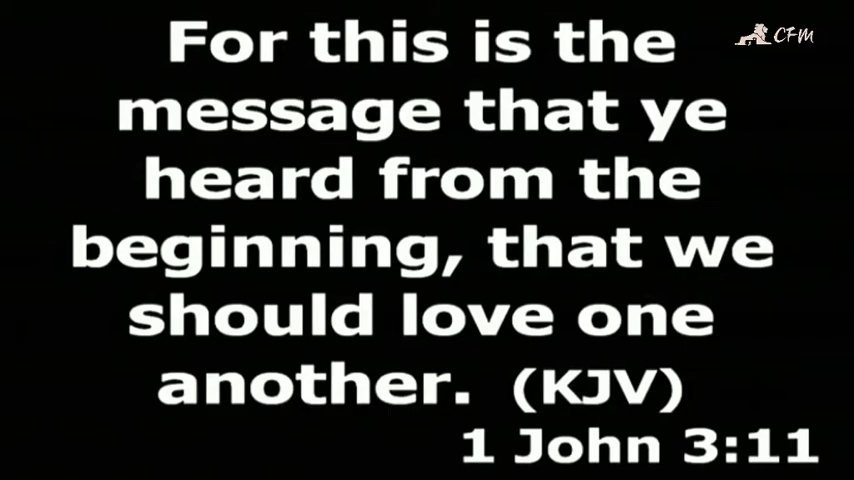 CFM
For this is the
message that ye
heard from the
beginning, that we
should love one
another. (KJV)
1 John 3:11